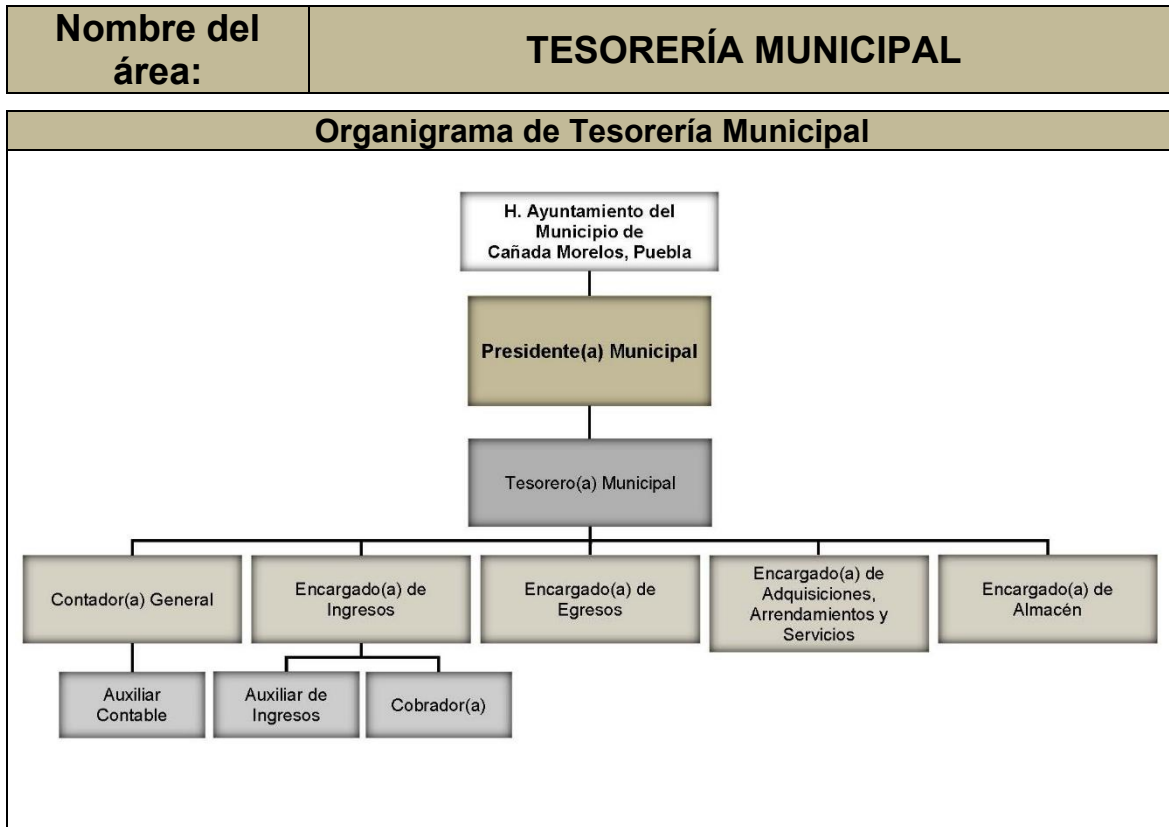 Nombre del
área:
TESORERÍA MUNICIPAL
Organigrama de Tesorería Municipal
H. Ayuntamiento del
Municipio de
Cañada Morelos, Puebla
Presidente(a) Municipal
Tesorero(a) Municipal
Contador(a) General
Encargado(a) de
Ingresos
Encargado(a) de
Egresos
Encargado(a) de
Adquisiciones,
Arrendamientos y
Servicios
Encargado(a) de
Almacén
Auxiliar
Contable
Auxiliar de
Ingresos
Cobrador(a)